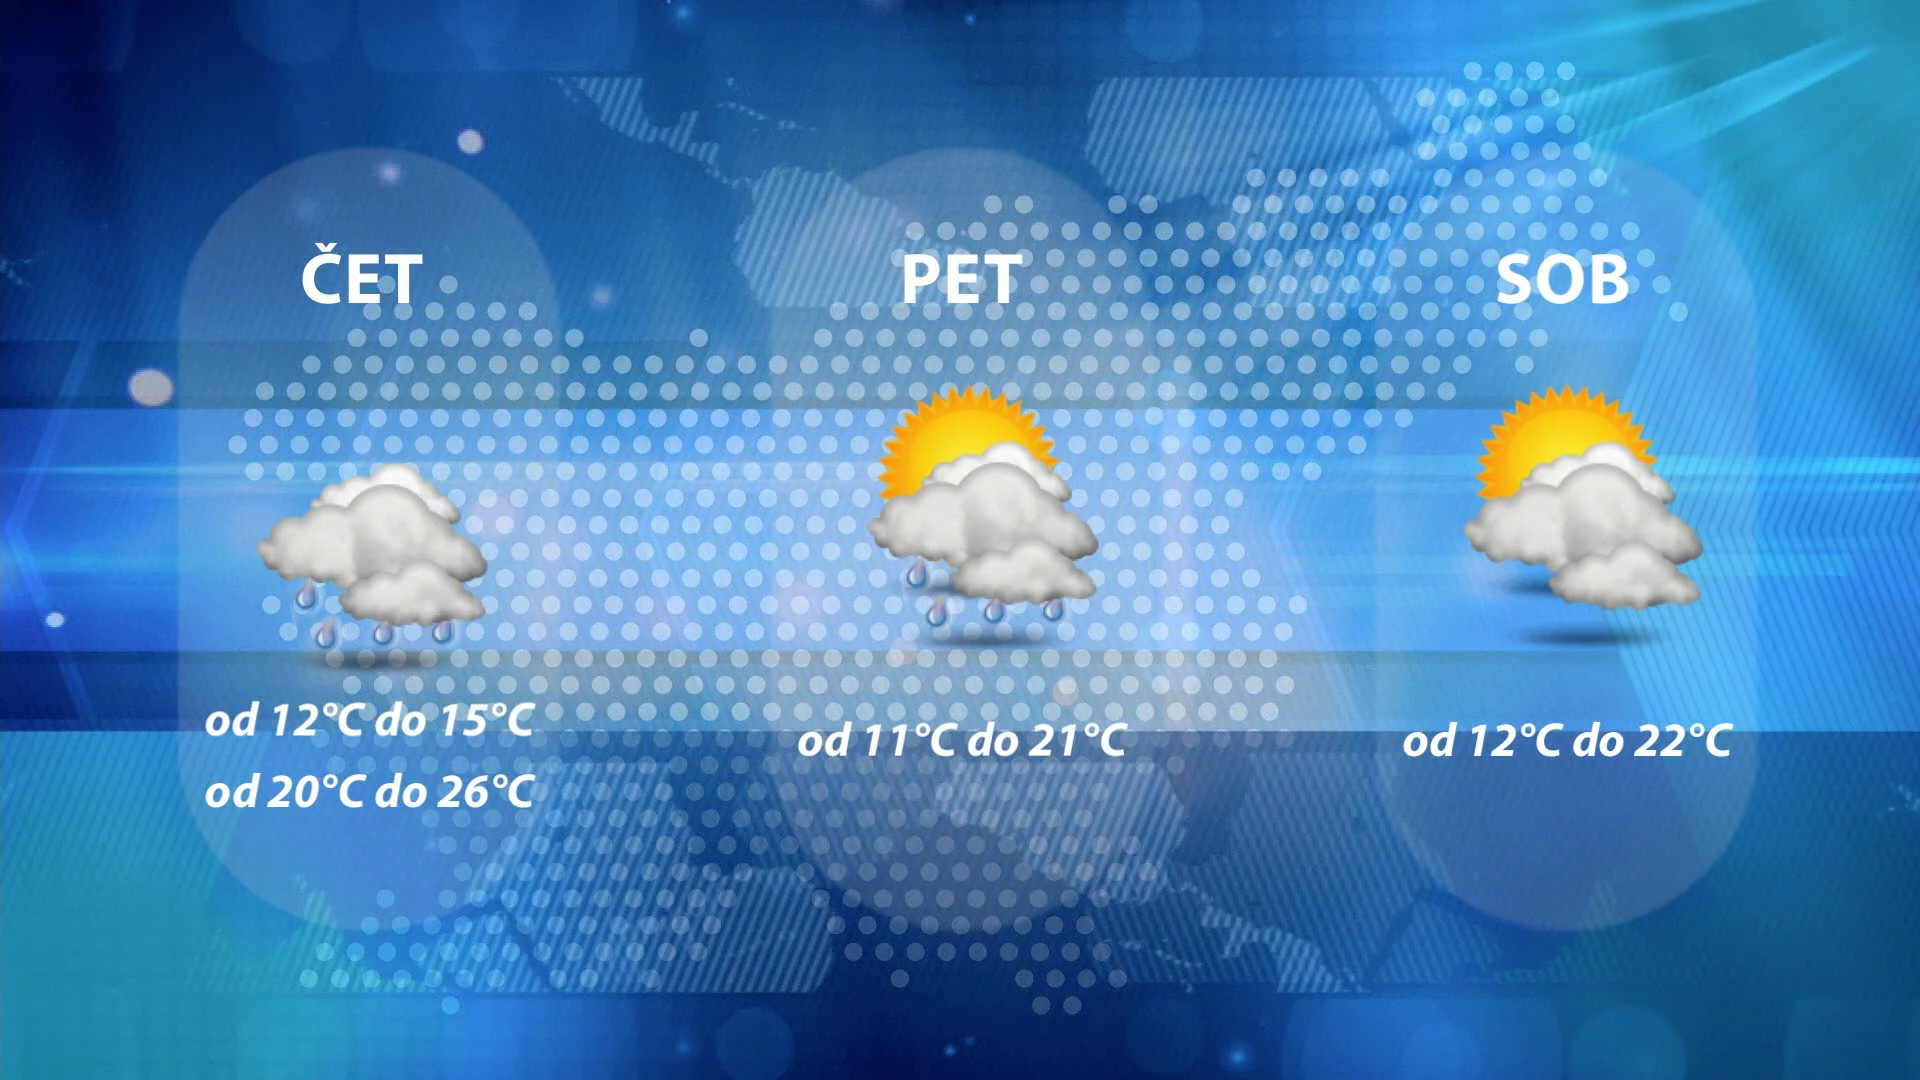 ČET
od 12°C do 15°C
od 20°C do 26°C
PET
od 11°C do 21°C
SOB
od 12°C do 22°C